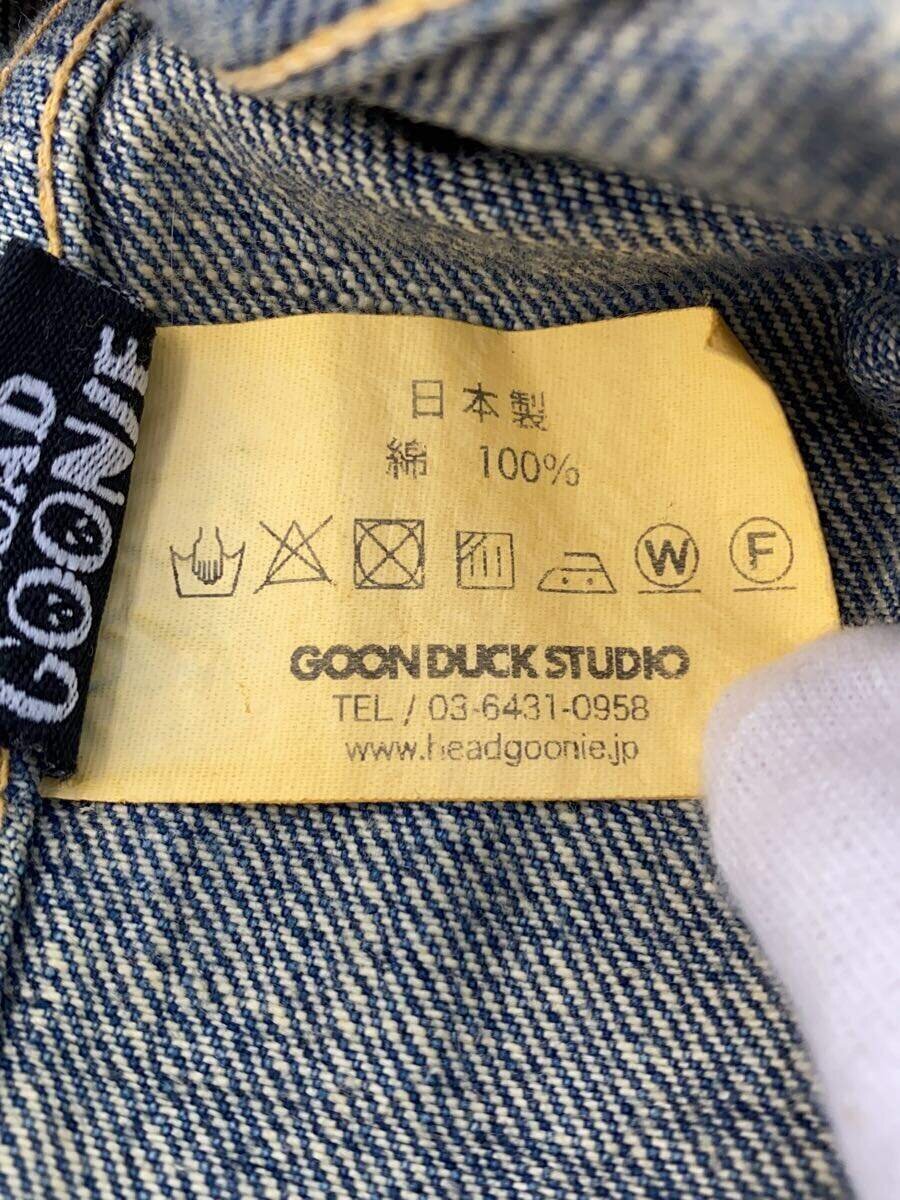 HEAD
GOONIE
日本製
綿 100%
W F
GOON DUCK STUDIO
TEL / 03-6431-0958
www.headgoonie.jp